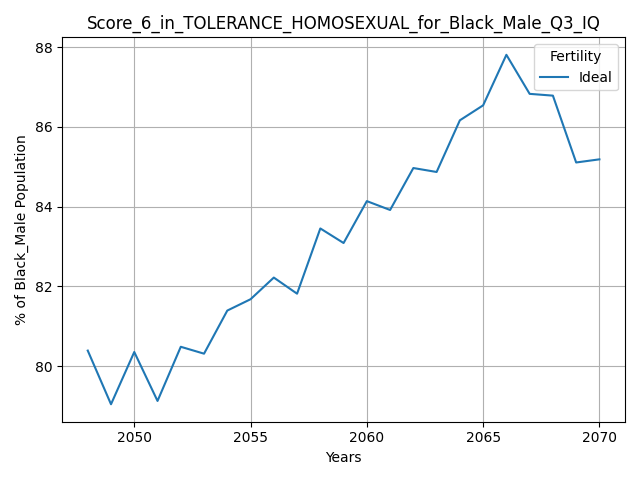 Score_6_in_TOLERANCE_HOMOSEXUAL_for_Black_Male_Q3_IQ
Fertility
Ideal
88
86
84
82
80
% of Black_Male Population
2050 2055 2060 2065 2070
Years